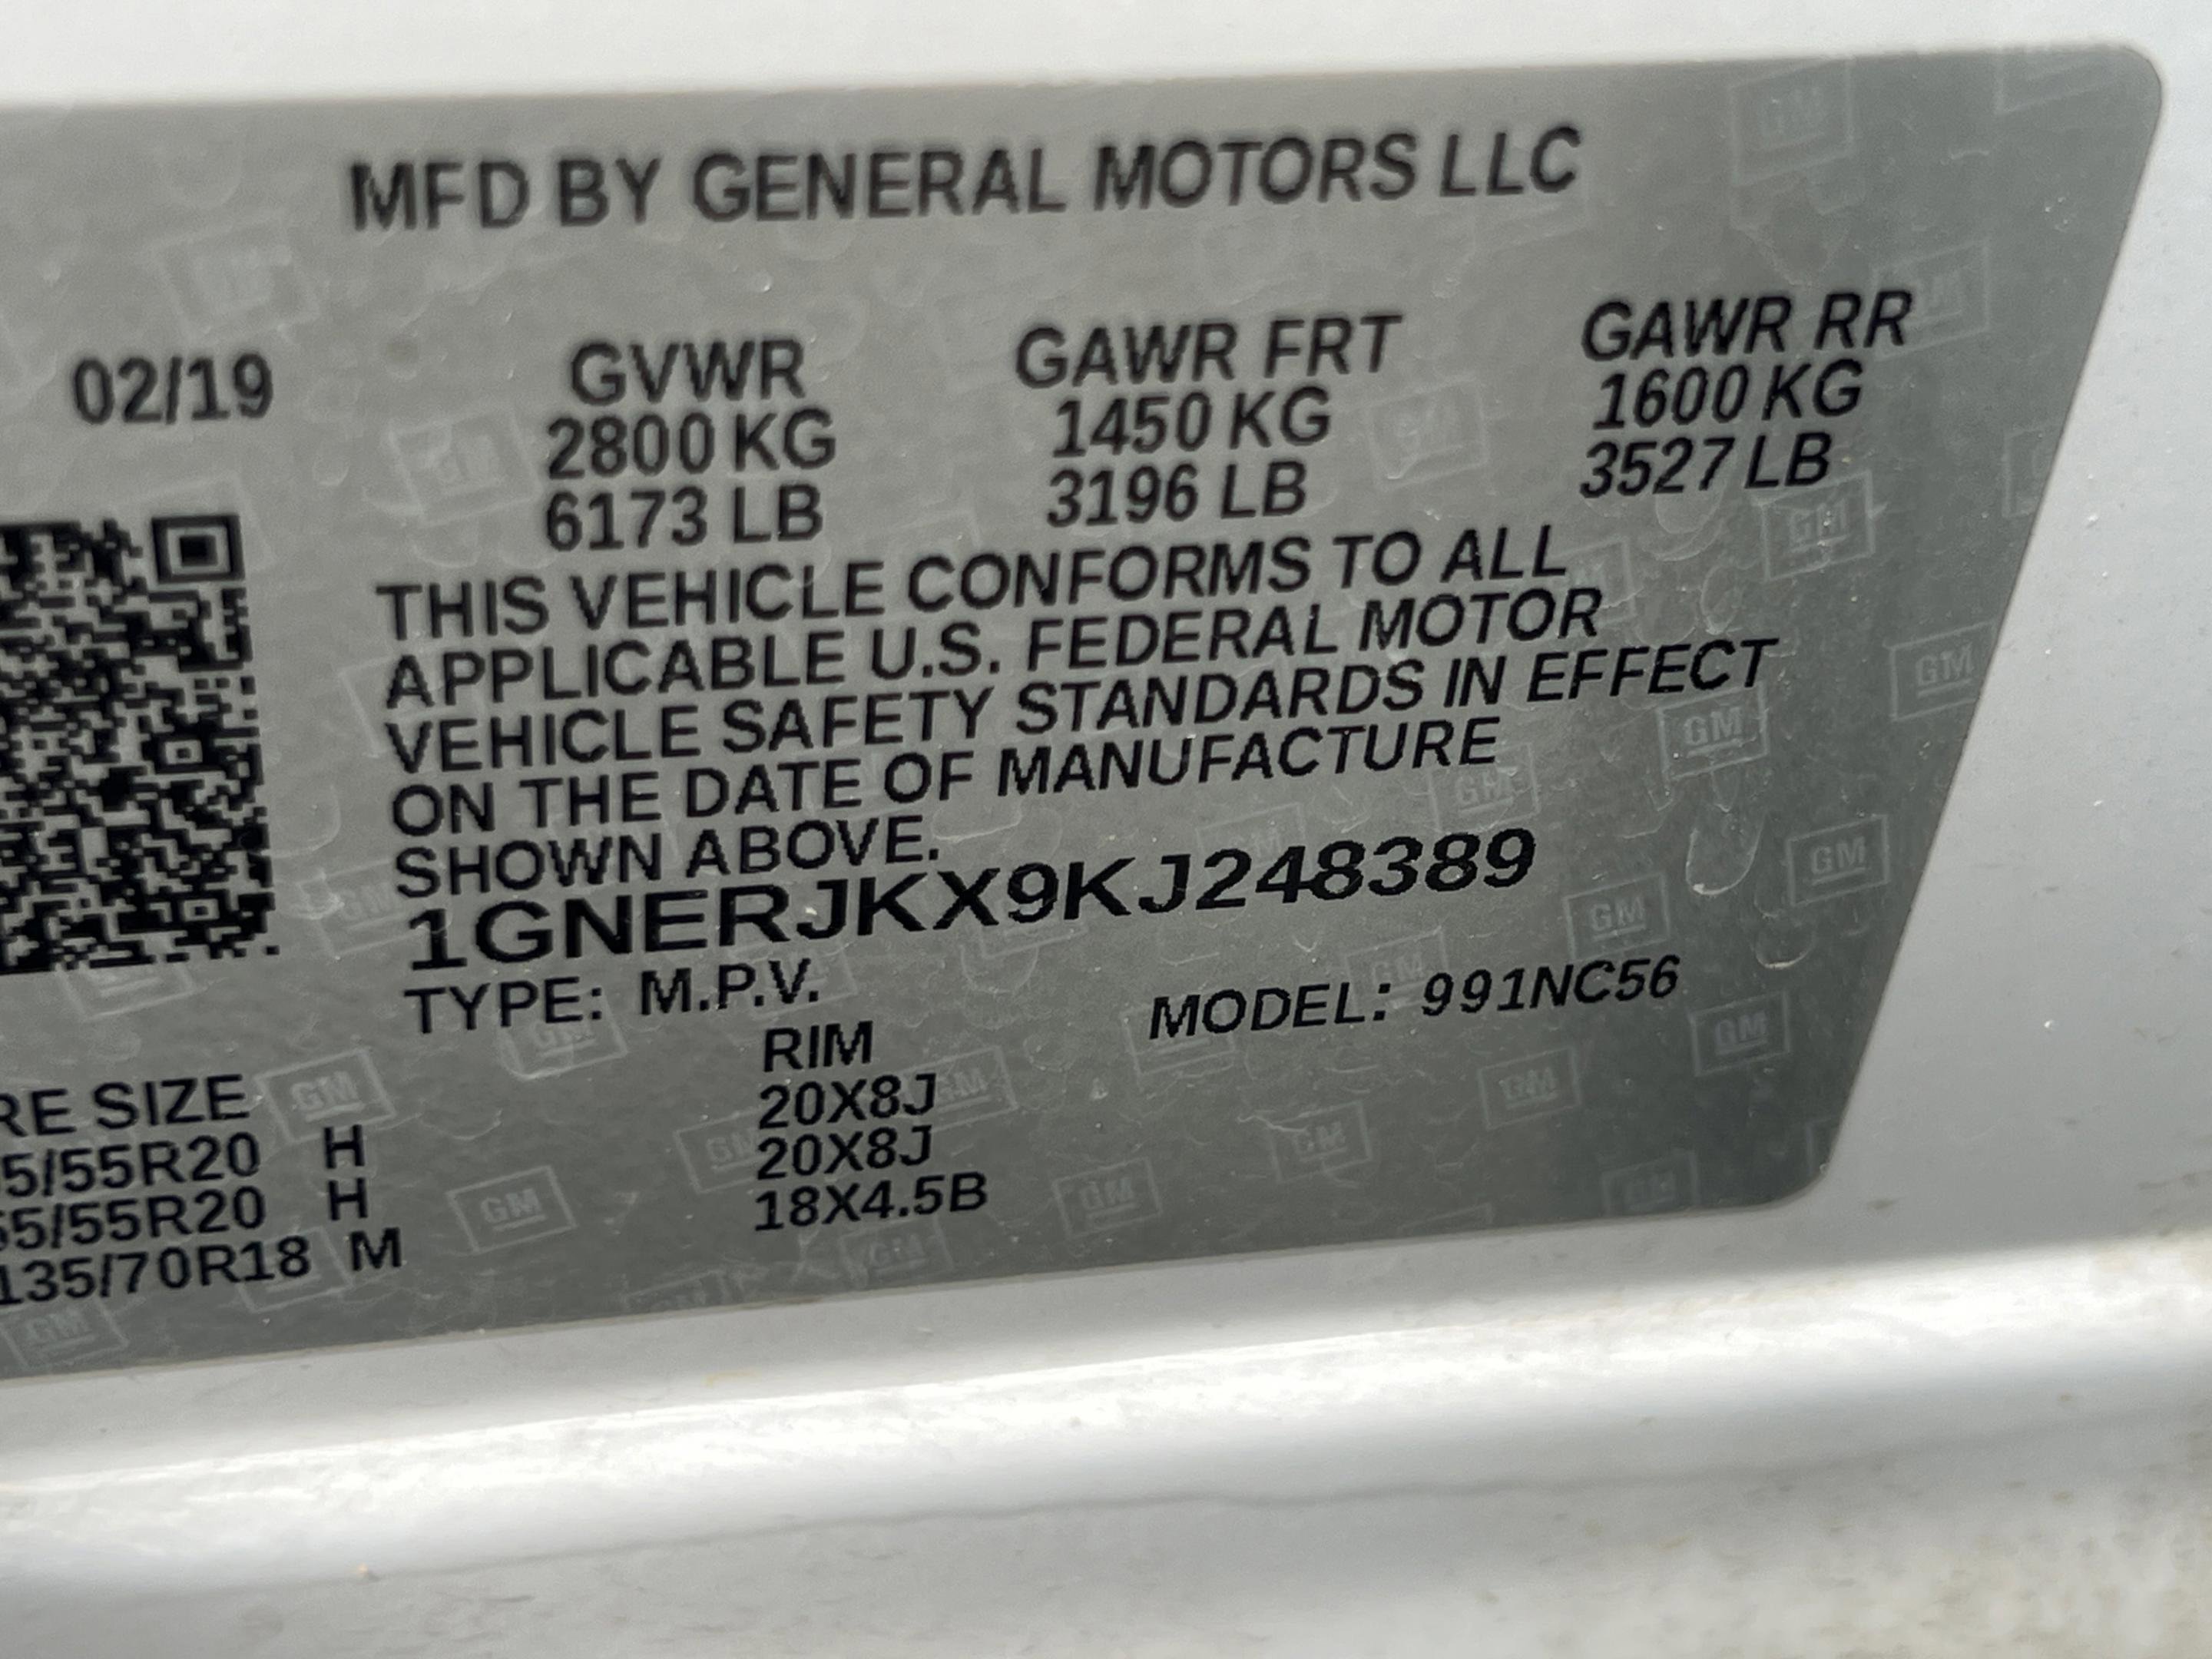 MFD BY GENERAL MOTORS LLC
02/19 GVWR GAWR FRT GAWR RR
2800 KG 1450 KG 1600 KG
6173 LB 3196 LB 3527 LB
THIS VEHICLE CONFORMS TO ALL
APPLICABLE U.S. FEDERAL MOTOR
VEHICLE SAFETY STANDARDS IN EFFECT
ON THE DATE OF MANUFACTURE
SHOWN ABOVE.
1GNERJKX9KJ248389
TYPE: M.P.V. MODEL: 991NC56
RE SIZE RIM
5/55R20 H 20X8J
55/55R20 H 20X8J
135/70R18 M 18X4.5B